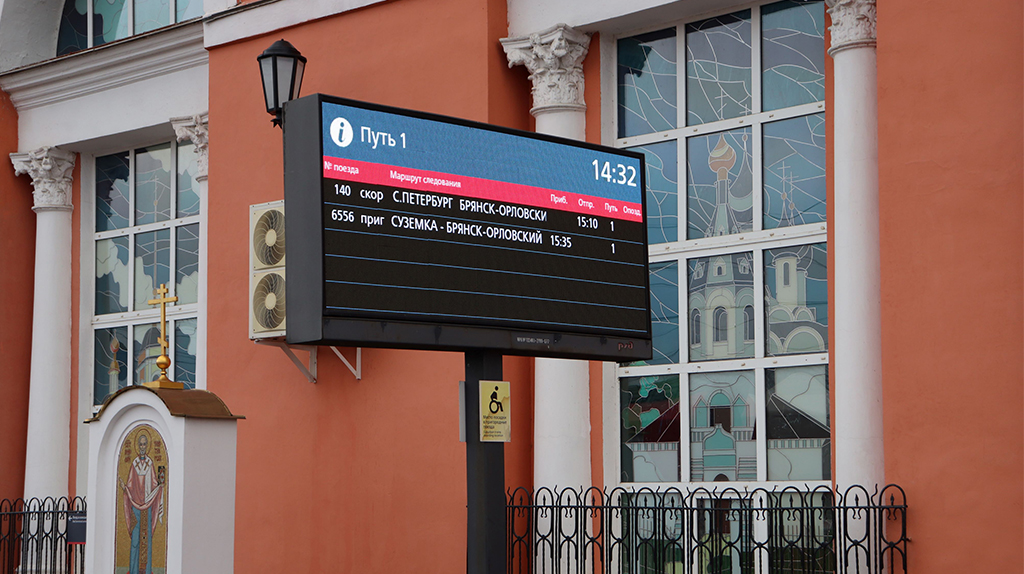 i Путь 1 14:32
№ поезда Маршрут следования Приб. Отпр. Путь Опозд.
140 скор С.ПЕТЕРБУРГ БРЯНСК-ОРЛОВСКИ 15:10 1
6556 приг СУЗЕМКА - БРЯНСК-ОРЛОВСКИЙ 15:35 1